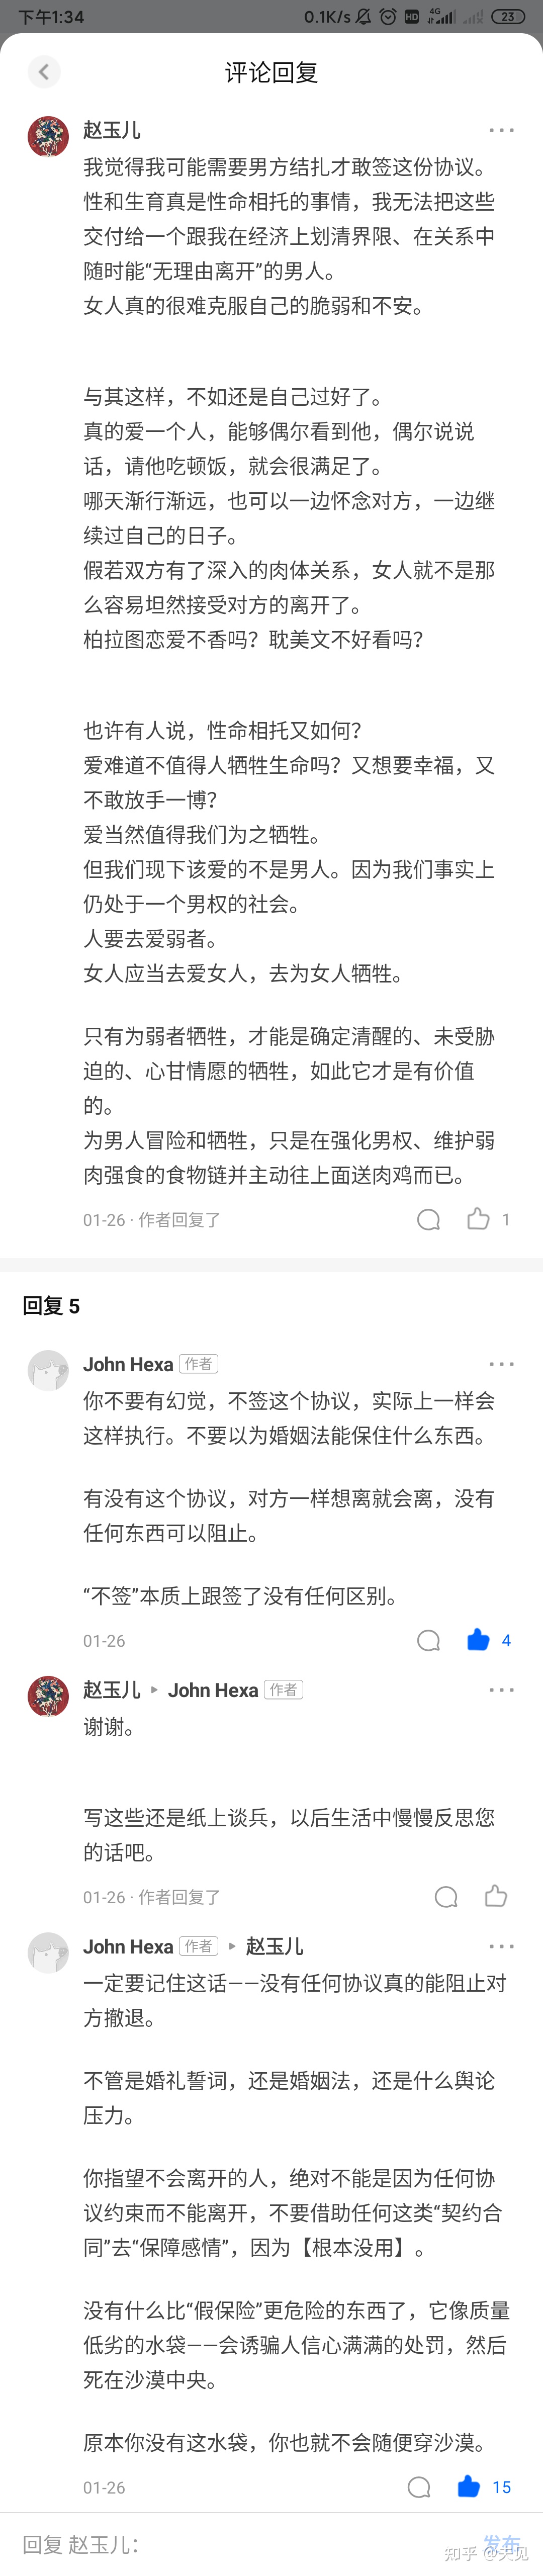 下午1:34
0.1K/s
HD
4G
23
评论回复
赵玉儿
我觉得我可能需要男方结扎才敢签这份协议。
性和生育真是性命相托的事情，我无法把这些
交付给一个跟我在经济上划清界限、在关系中
随时能“无理由离开”的男人。
女人真的很难克服自己的脆弱和不安。
与其这样，不如还是自己过好了。
真的爱一个人，能够偶尔看到他，偶尔说说
话，请他吃顿饭，就会很满足了。
哪天渐行渐远，也可以一边怀念对方，一边继
续过自己的日子。
假若双方有了深入的肉体关系，女人就不是那
么容易坦然接受对方的离开了。
柏拉图恋爱不香吗？耽美文不好看吗？
也许有人说，性命相托又如何？
爱难道不值得人牺牲生命吗？又想要幸福，又
不敢放手一博？
爱当然值得我们为之牺牲。
但我们现下该爱的不是男人。因为我们事实上
仍处于一个男权的社会。
人要去爱弱者。
女人应当去爱女人，去为女人牺牲。
只有为弱者牺牲，才能是确定清醒的、未受胁
迫的、心甘情愿的牺牲，如此它才是有价值
的。
为男人冒险和牺牲，只是在强化男权、维护弱
肉强食的食物链并主动往上面送肉鸡而已。
01-26 · 作者回复了
1
回复 5
John Hexa 作者
你不要有幻觉，不签这个协议，实际上一样会
这样执行。不要以为婚姻法能保住什么东西。
有没有这个协议，对方一样想离就会离，没有
任何东西可以阻止。
“不签”本质上跟签了没有任何区别。
01-26
4
赵玉儿 ▸ John Hexa 作者
谢谢。
写这些还是纸上谈兵，以后生活中慢慢反思您
的话吧。
01-26 · 作者回复了
John Hexa 作者 ▸ 赵玉儿
一定要记住这话——没有任何协议真的能阻止对
方撤退。
不管是婚礼誓词，还是婚姻法，还是什么舆论
压力。
你指望不会离开的人，绝对不能是因为任何协
议约束而不能离开，不要借助任何这类“契约合
同”去“保障感情”，因为【根本没用】。
没有什么比“假保险”更危险的东西了，它像质量
低劣的水袋——会诱骗人信心满满的处罚，然后
死在沙漠中央。
原本你没有这水袋，你也就不会随便穿沙漠。
01-26
15
回复 赵玉儿：
发布
知乎 @天见